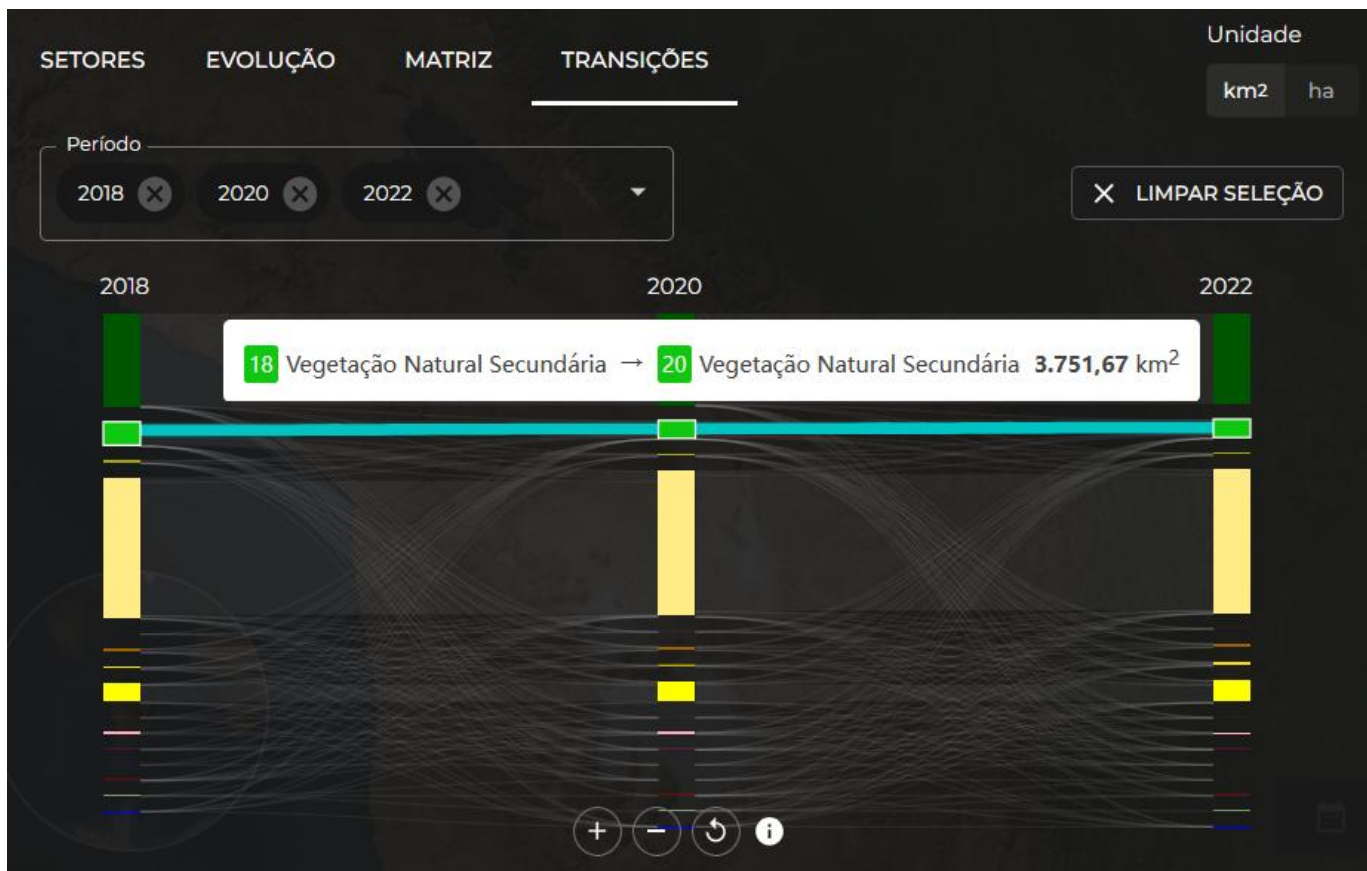 Unidade
SETORES EVOLUÇÃO MATRIZ TRANSIÇÕES
km2 ha
Período
2018 2020 2022
LIMPAR SELEÇÃO
2018 2020 2022
18 Vegetação Natural Secundária → 20 Vegetação Natural Secundária 3.751,67 km²